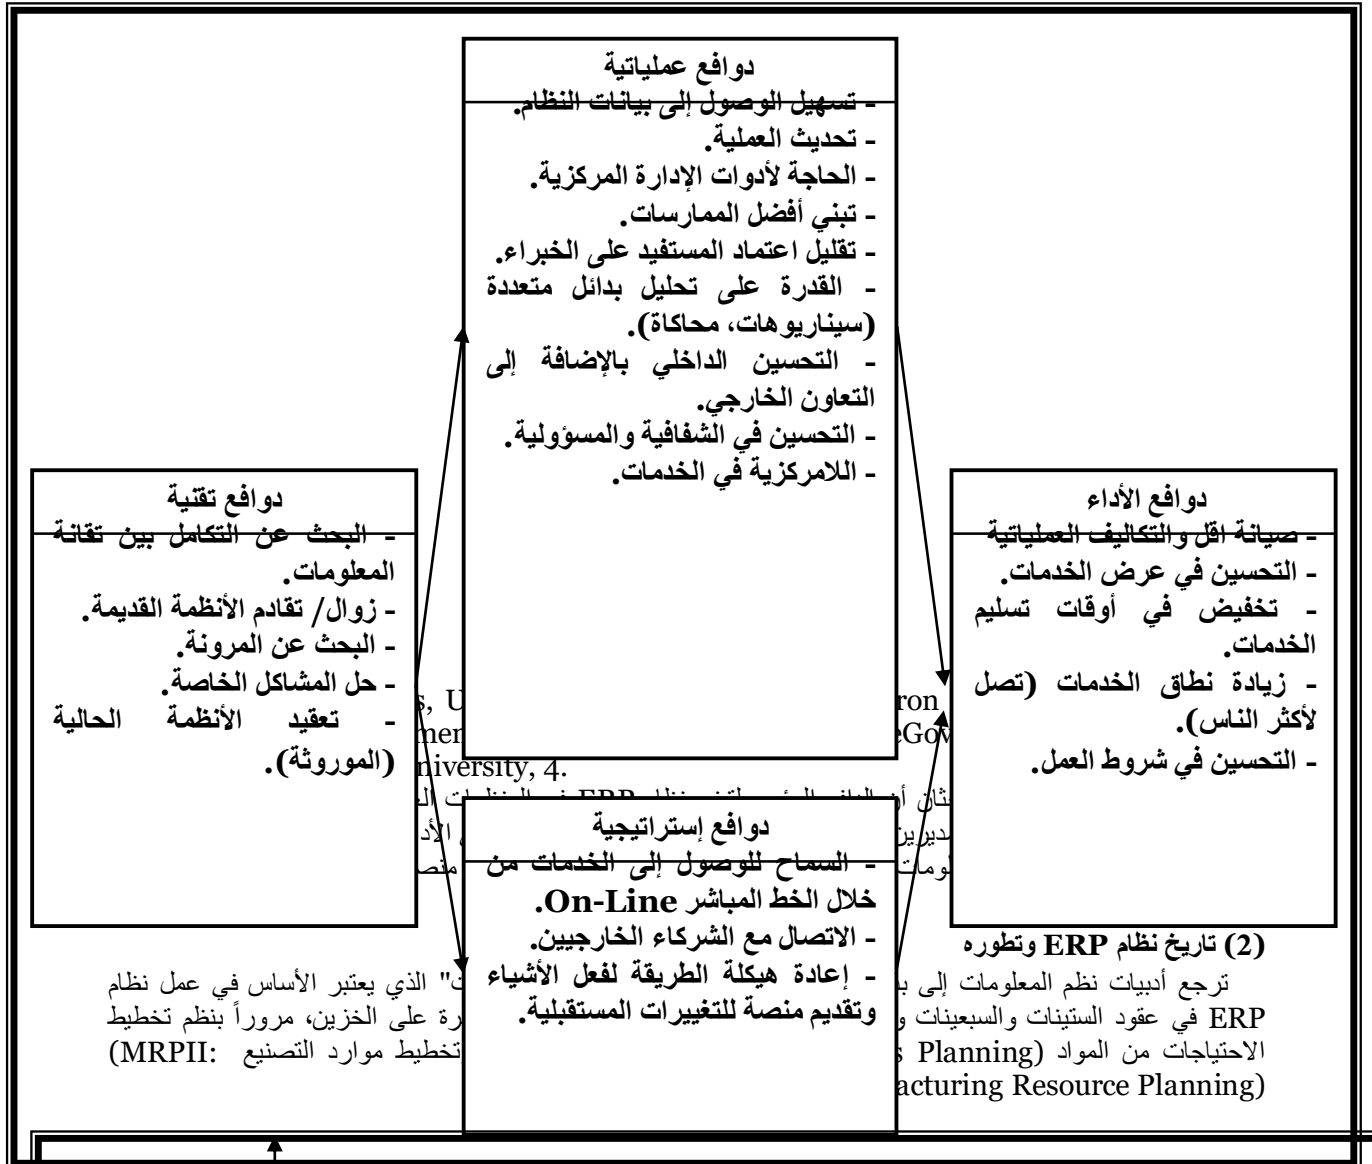 دوافع عملياتية
- تسهيل الوصول إلى بيانات النظام.
- تحديث العملية.
- الحاجة لأدوات الإدارة المركزية.
- تبني أفضل الممارسات.
- تقليل اعتماد المستفيد على الخبراء.
- القدرة على تحليل بدائل متعددة
(سيناريوهات، محاكاة).
- التحسين الداخلي بالإضافة إلى
التعاون الخارجي.
- التحسين في الشفافية والمسؤولية.
- اللامركزية في الخدمات.
دوافع الأداء
- صيانة اقل والتكاليف العملياتية
- التحسين في عرض الخدمات.
- تخفيض في أوقات تسليم
الخدمات.
- زيادة نطاق الخدمات (تصل
لأكثر الناس).
- التحسين في شروط العمل.
دوافع تقنية
- البحث عن التكامل بين تقانة
المعلومات.
- زوال/ تقادم الأنظمة القديمة.
- البحث عن المرونة.
- حل المشاكل الخاصة.
- تعقيد الأنظمة الحالية
(الموروثة).
niversity, 4.
دوافع إستراتيجية
- السماح للوصول إلى الخدمات من
خلال الخط المباشر On-Line.
- الاتصال مع الشركاء الخارجيين.
- إعادة هيكلة الطريقة لفعل الأشياء
وتقديم منصة للتغييرات المستقبلية.
(2) تاريخ نظام ERP وتطوره
ترجع أدبيات نظم المعلومات إلى الذي يعتبر الأساس في عمل نظام
ERP في عقود الستينات والسبعينات على الخزين، مروراً بنظم تخطيط
الاحتياجات من المواد (Planning تخطيط موارد التصنيع (MRPII:
acturing Resource Planning)